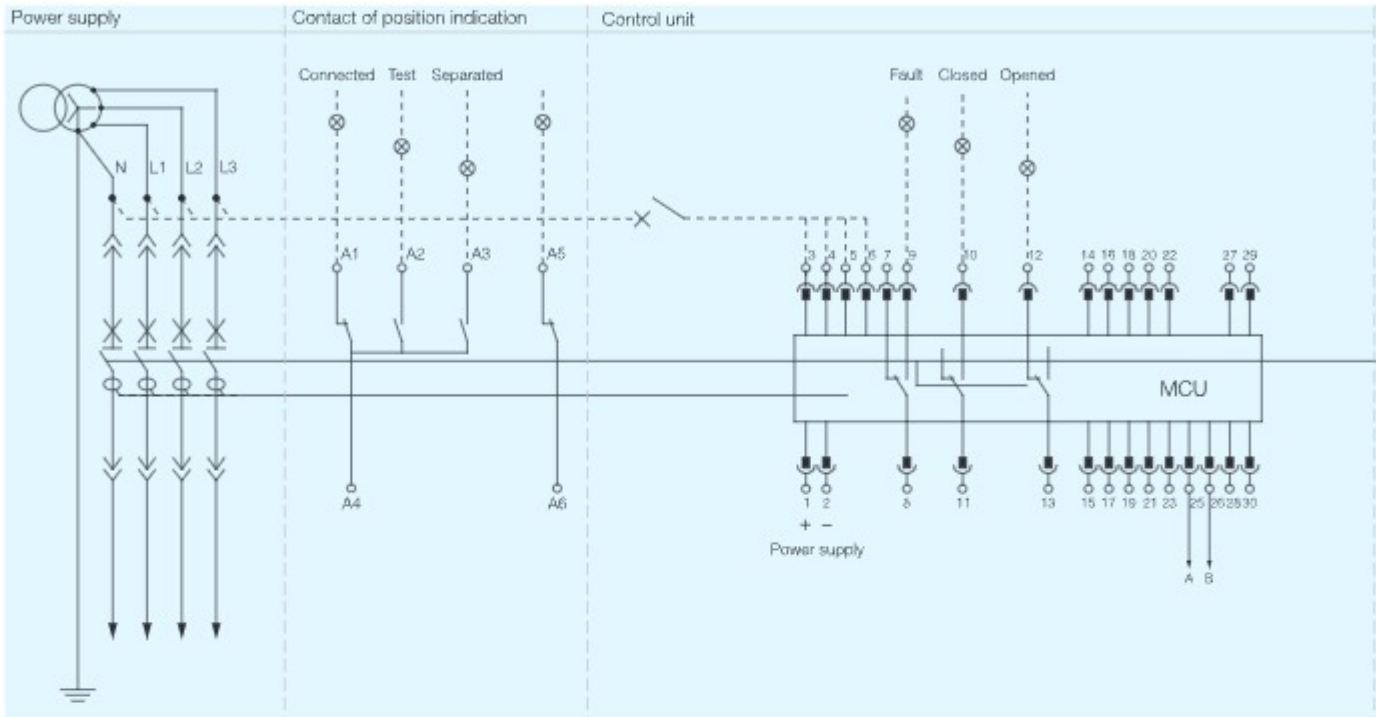 Power supply Contact of position indication Control unit
Connected Test Separated Fault Closed Opened
N L1 L2 L3
A1 A2 A3 A5 3 4 5 6 7 9 10 12 14 16 18 20 22 27 29
MCU
A4 A6 1 2 8 11 13 15 17 19 21 23 25 26 28 30
+ −
Power supply
A B